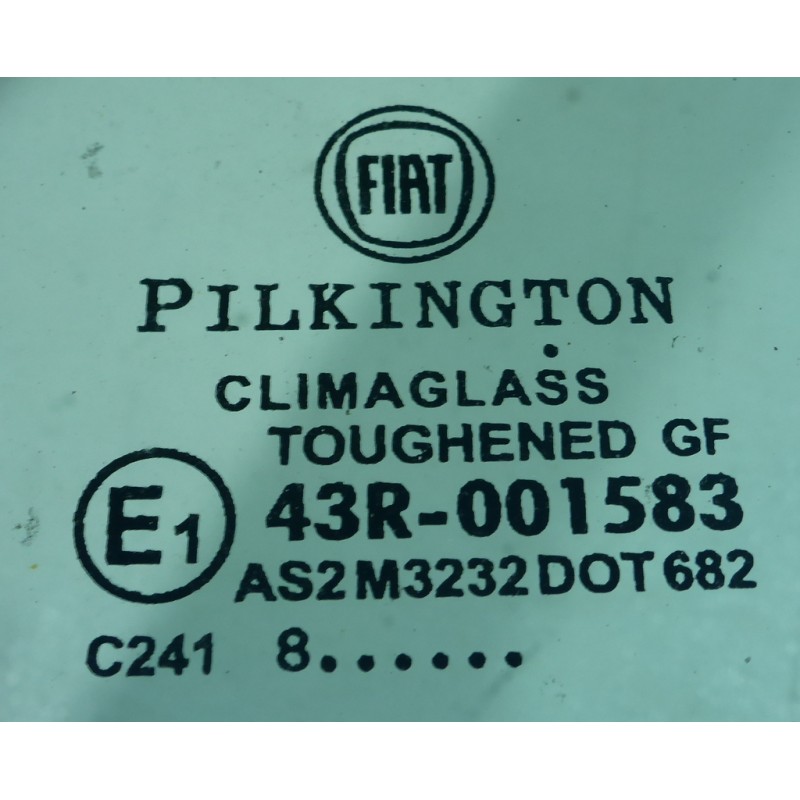 FIAT
PILKINGTON
CLIMAGLASS
TOUGHENED GF
E1 43R-001583
AS2 M3232 DOT 682
C241 8......